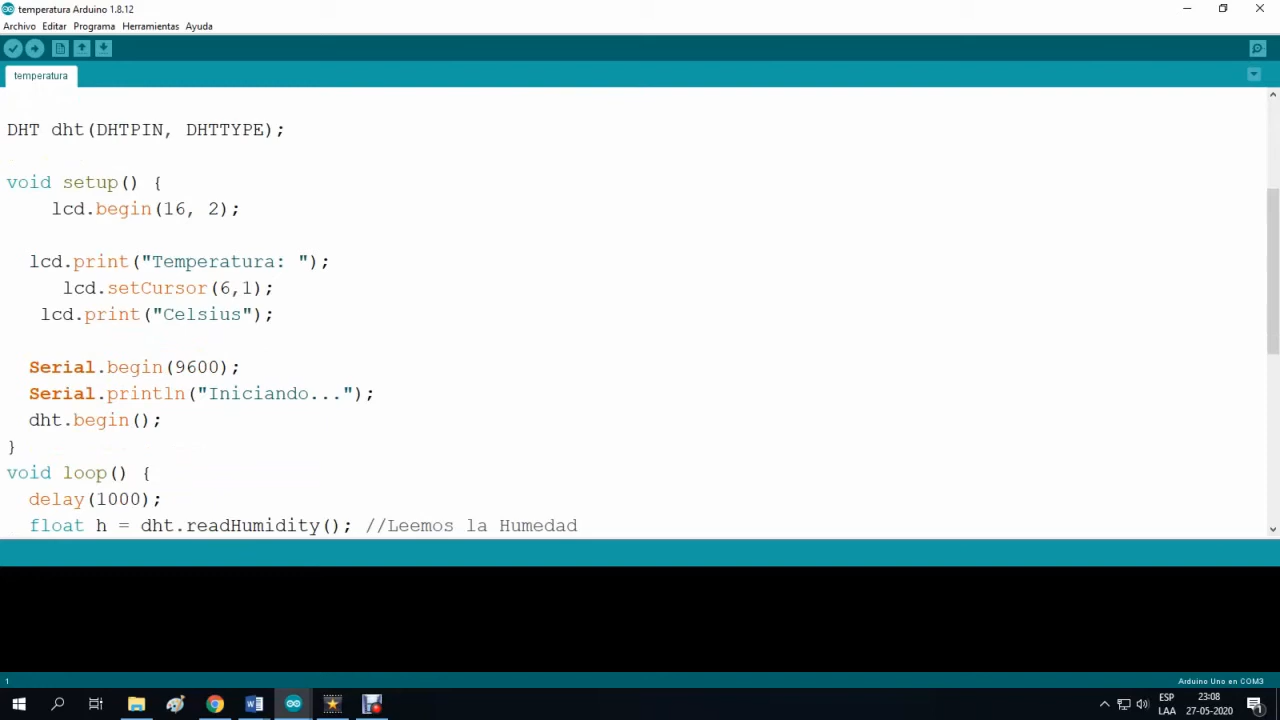 temperatura Arduino 1.8.12
Archivo Editar Programa Herramientas Ayuda
temperatura
DHT dht(DHTPIN, DHTTYPE);
void setup() {
lcd.begin(16, 2);
lcd.print("Temperatura: ");
lcd.setCursor(6,1);
lcd.print("Celsius");
Serial.begin(9600);
Serial.println("Iniciando...");
dht.begin();
}
void loop() {
delay(1000);
float h = dht.readHumidity(); //Leemos la Humedad
1
Arduino Uno en COM3
ESP
LAA
23:08
27-05-2020
1